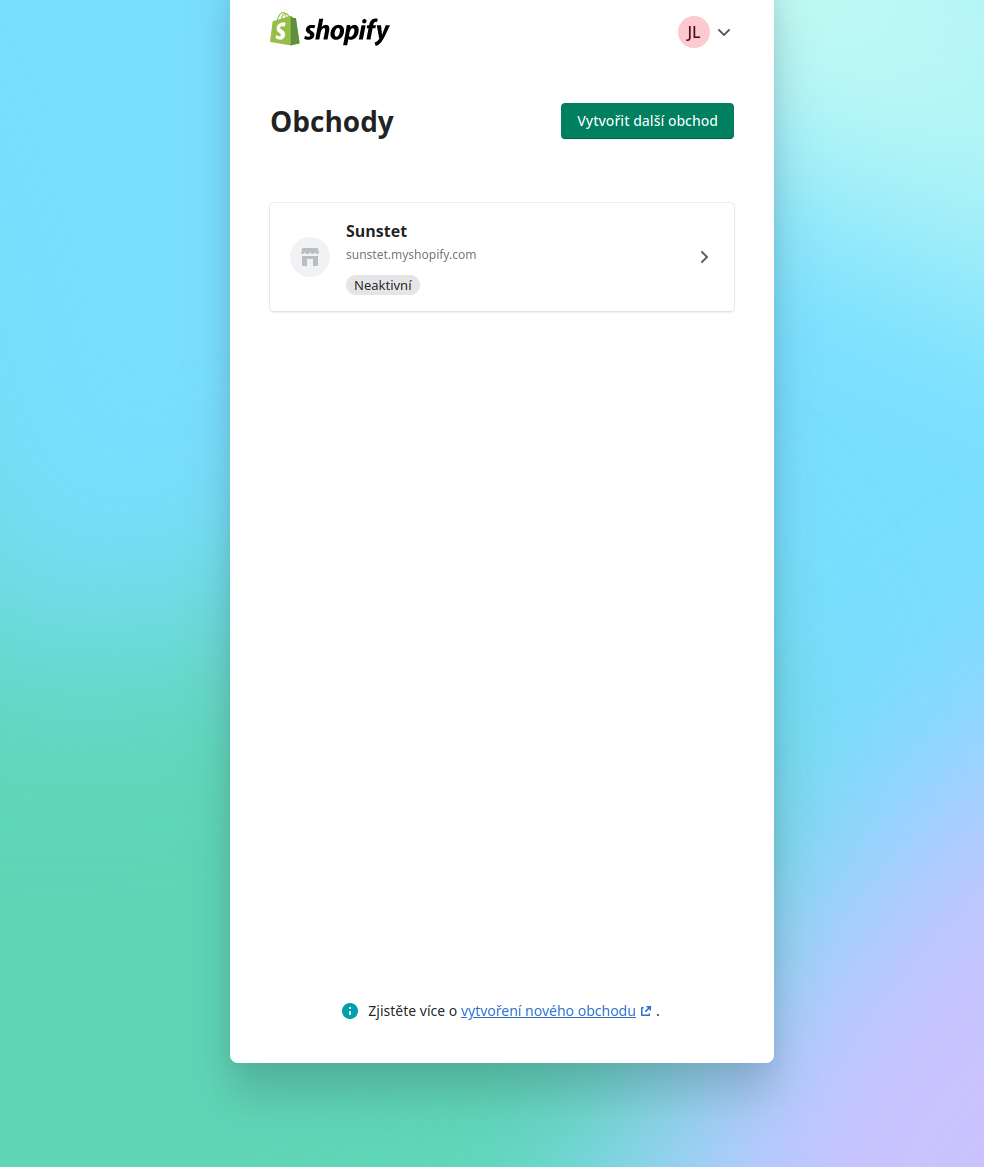 shopify
JL
Obchody
Vytvořit další obchod
Sunstet
sunstet.myshopify.com
Neaktivní
Zjistěte více o vytvoření nového obchodu .